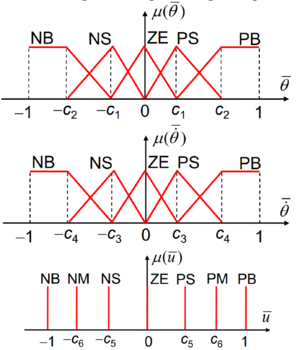 μ(θ̄)
NB NS ZE PS PB
−1 −c₂ −c₁ 0 c₁ c₂ 1 θ̄
μ(θ̄̇)
NB NS ZE PS PB
−1 −c₄ −c₃ 0 c₃ c₄ 1 θ̄̇
μ(ū)
NB NM NS ZE PS PM PB
−1 −c₆ −c₅ 0 c₅ c₆ 1 ū